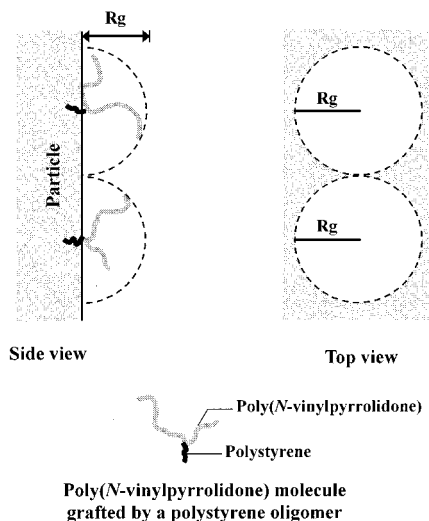 Rg
Particle
Rg
Rg
Side view
Top view
Poly(N-vinylpyrrolidone)
Polystyrene
Poly(N-vinylpyrrolidone) molecule
grafted by a polystyrene oligomer